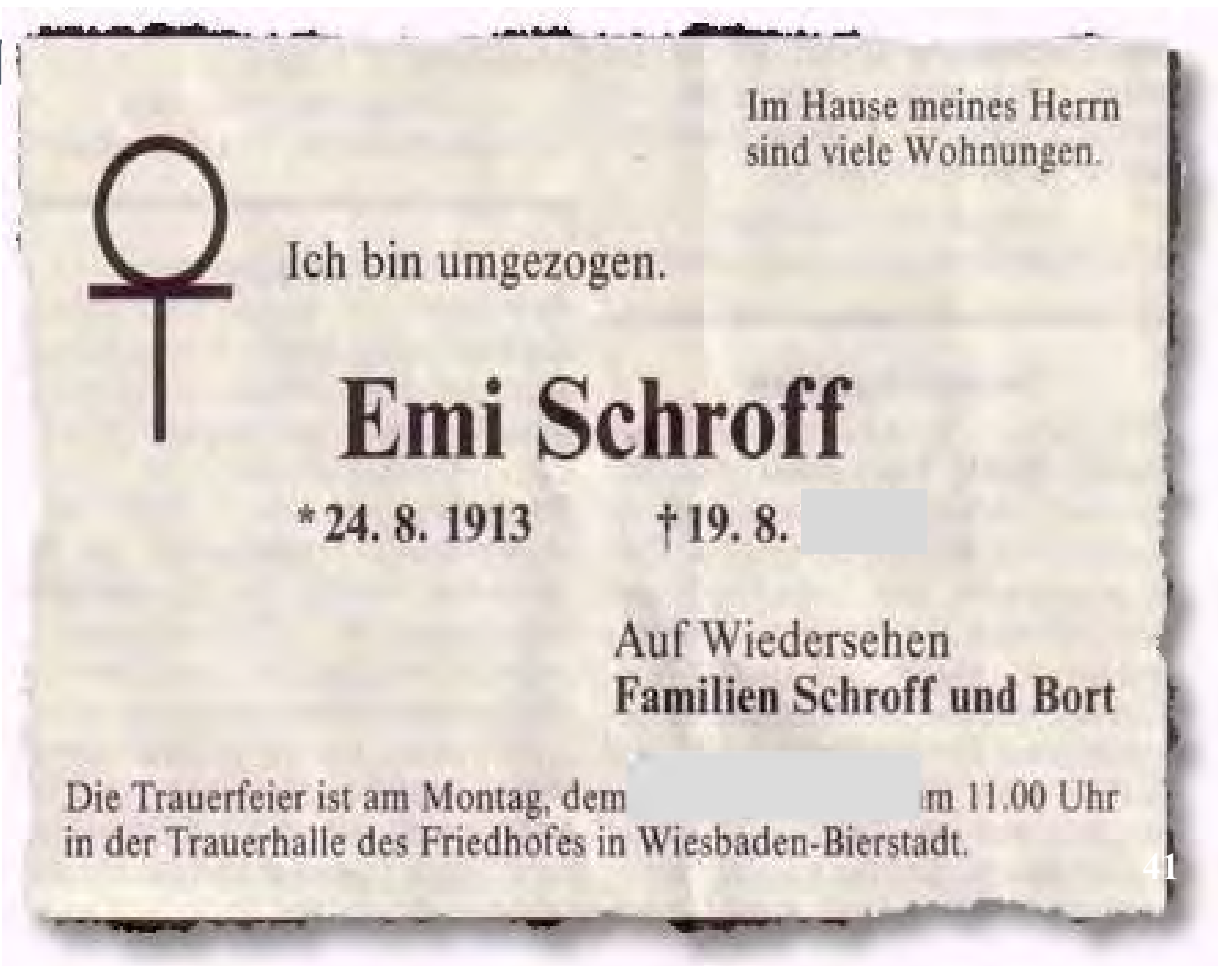 Im Hause meines Herrn
sind viele Wohnungen.
Ich bin umgezogen.
Emi Schroff
*24. 8. 1913 †19. 8.
Auf Wiedersehen
Familien Schroff und Bort
Die Trauerfeier ist am Montag, dem um 11.00 Uhr
in der Trauerhalle des Friedhofes in Wiesbaden-Bierstadt.
41